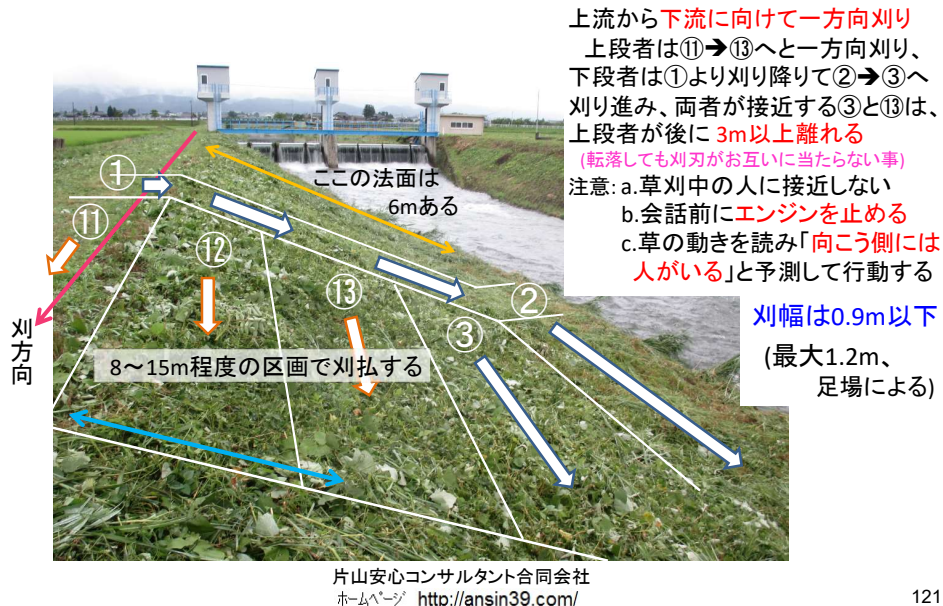 上流から下流に向けて一方向刈り
上段者は⑪➔⑬へと一方向刈り、
下段者は①より刈り降りて②➔③へ
刈り進み、両者が接近する③と⑬は、
上段者が後に 3m以上離れる
(転落しても刈刃がお互いに当たらない事)
注意: a.草刈中の人に接近しない
b.会話前にエンジンを止める
c.草の動きを読み「向こう側には
人がいる」と予測して行動する
刈幅は0.9m以下
(最大1.2m、
足場による)
ここの法面は
6mある
①
⑪
⑫
⑬
②
③
刈方向
8～15m程度の区画で刈払する
片山安心コンサルタント合同会社
ホームページ http://ansin39.com/
121